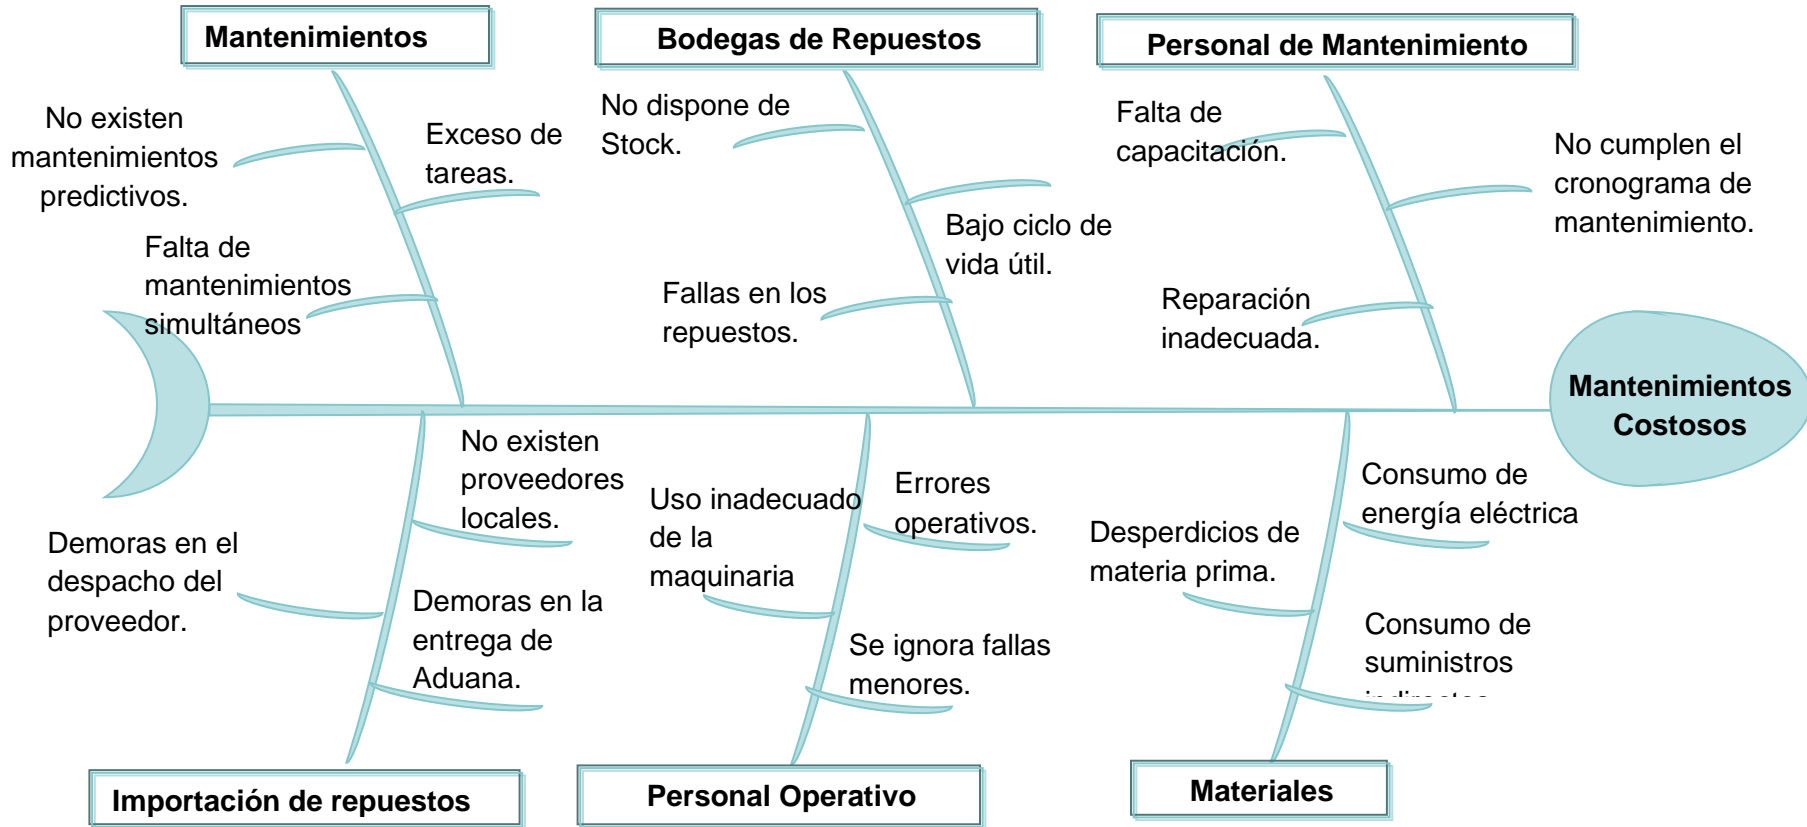 Mantenimientos
Bodegas de Repuestos
Personal de Mantenimiento
No existen
mantenimientos
predictivos.
Exceso de
tareas.
Falta de
mantenimientos
simultáneos
No dispone de
Stock.
Bajo ciclo de
vida útil.
Fallas en los
repuestos.
Falta de
capacitación.
No cumplen el
cronograma de
mantenimiento.
Reparación
inadecuada.
Mantenimientos
Costosos
No existen
proveedores
locales.
Demoras en el
despacho del
proveedor.
Demoras en la
entrega de
Aduana.
Uso inadecuado
de la
maquinaria
Errores
operativos.
Se ignora fallas
menores.
Consumo de
energía eléctrica
Desperdicios de
materia prima.
Consumo de
suministros
Importación de repuestos
Personal Operativo
Materiales